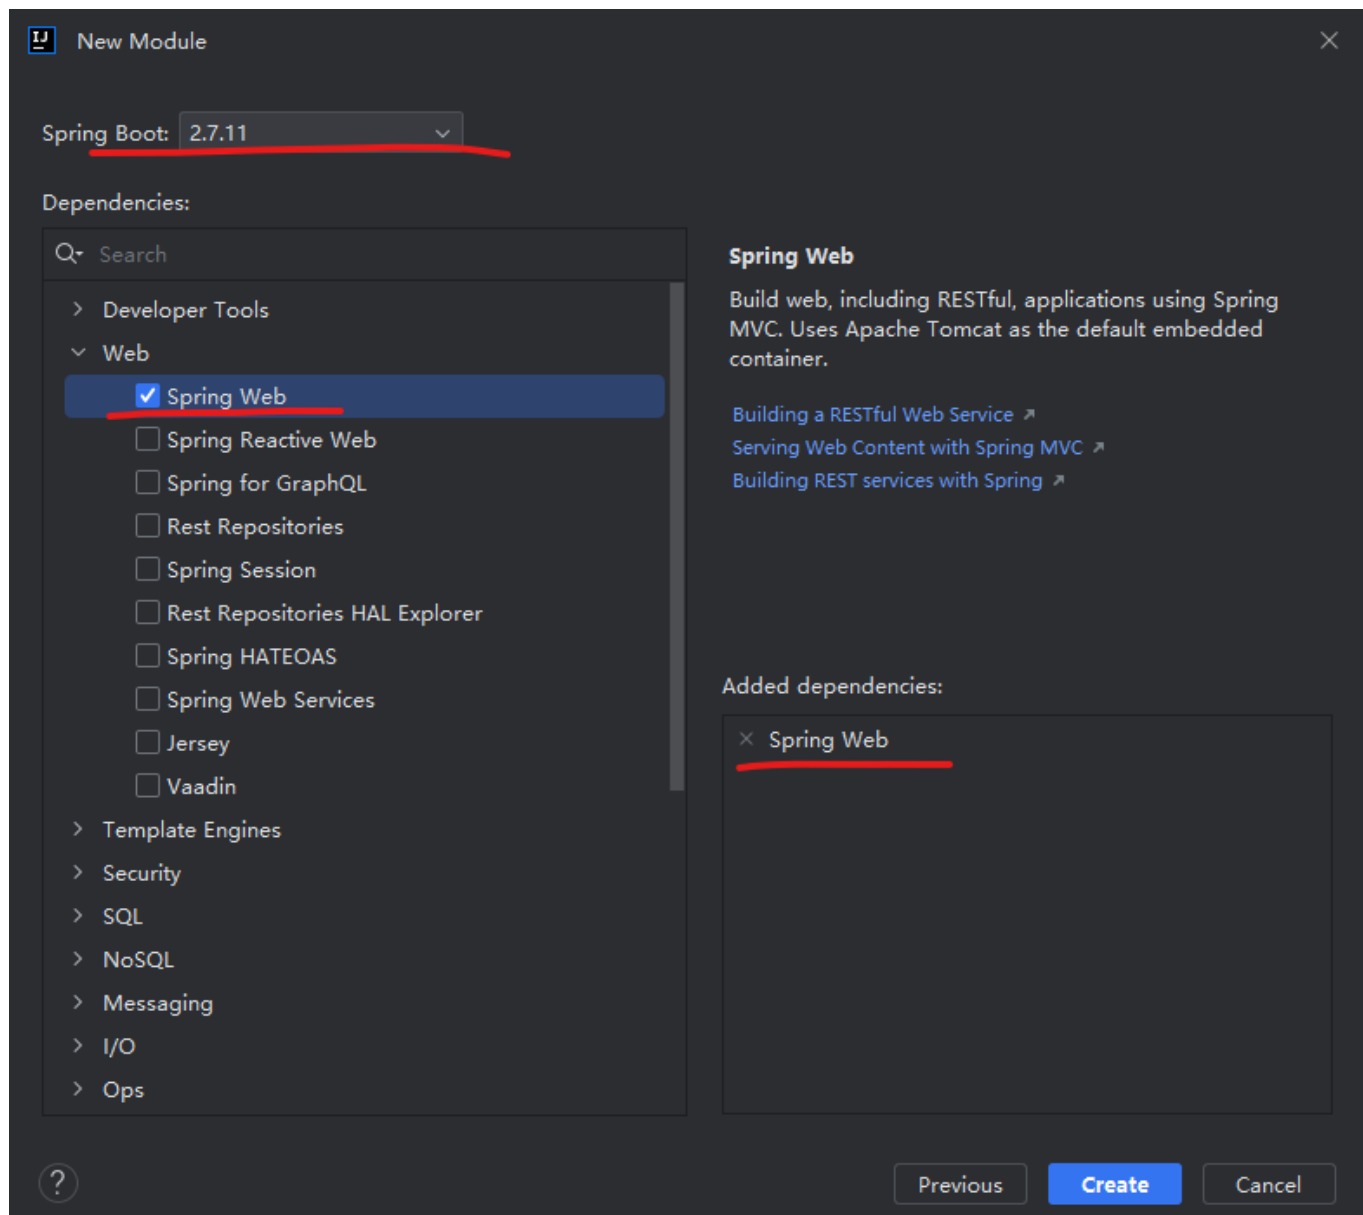 IJ
New Module
Spring Boot: 2.7.11
Dependencies:
Search
Developer Tools
Web
Spring Web
Spring Reactive Web
Spring for GraphQL
Rest Repositories
Spring Session
Rest Repositories HAL Explorer
Spring HATEOAS
Spring Web Services
Jersey
Vaadin
Template Engines
Security
SQL
NoSQL
Messaging
I/O
Ops
Spring Web
Build web, including RESTful, applications using Spring
MVC. Uses Apache Tomcat as the default embedded
container.
Building a RESTful Web Service
Serving Web Content with Spring MVC
Building REST services with Spring
Added dependencies:
Spring Web
?
Previous
Create
Cancel